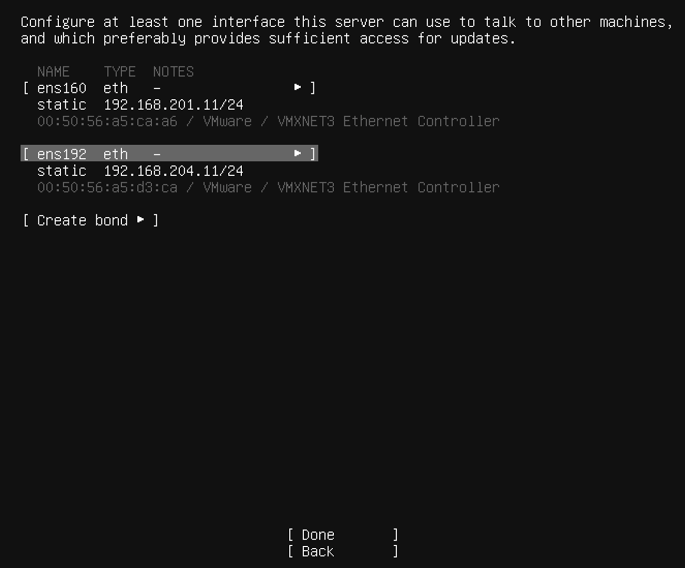 Configure at least one interface this server can use to talk to other machines,
and which preferably provides sufficient access for updates.
NAME TYPE NOTES
[ ens160 eth – ▸ ]
static 192.168.201.11/24
00:50:56:a5:ca:a6 / VMware / VMXNET3 Ethernet Controller
[ ens192 eth – ▸ ]
static 192.168.204.11/24
00:50:56:a5:d3:ca / VMware / VMXNET3 Ethernet Controller
[ Create bond ▸ ]
[ Done ]
[ Back ]